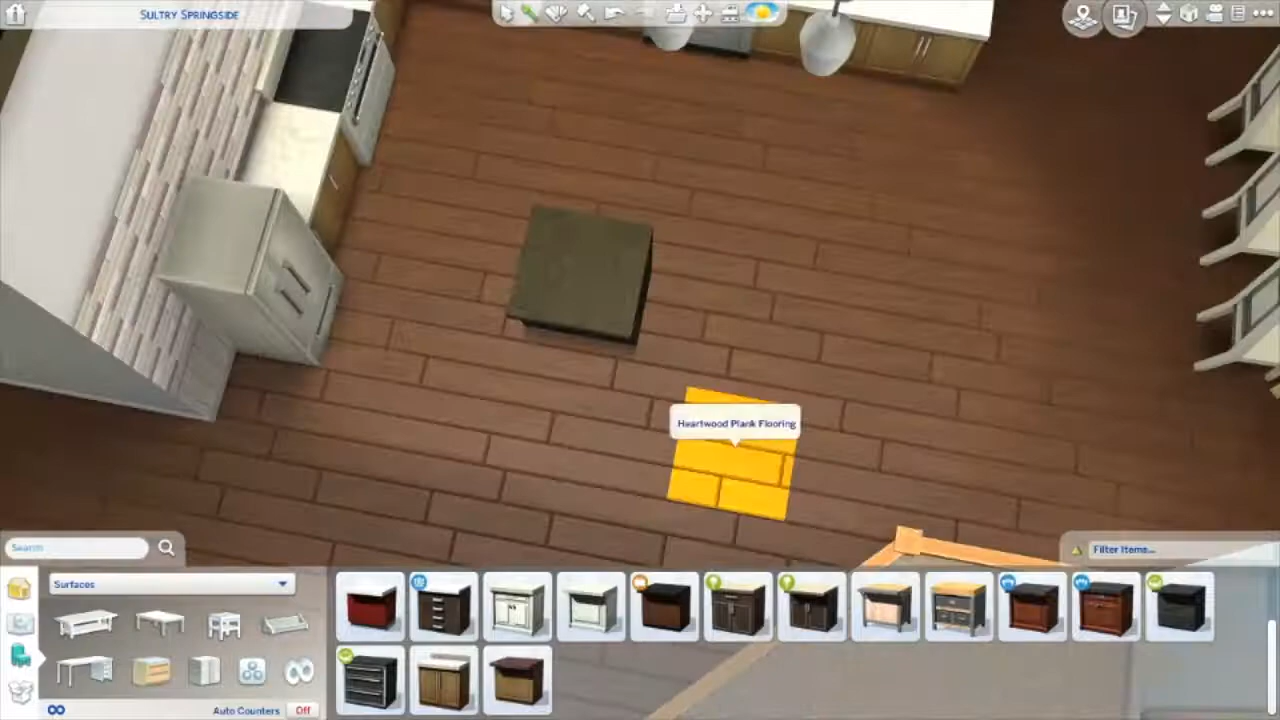 Sultry Springside
Heartwood Plank Flooring
Search
Filter Items...
Surfaces
Auto Counters
Off